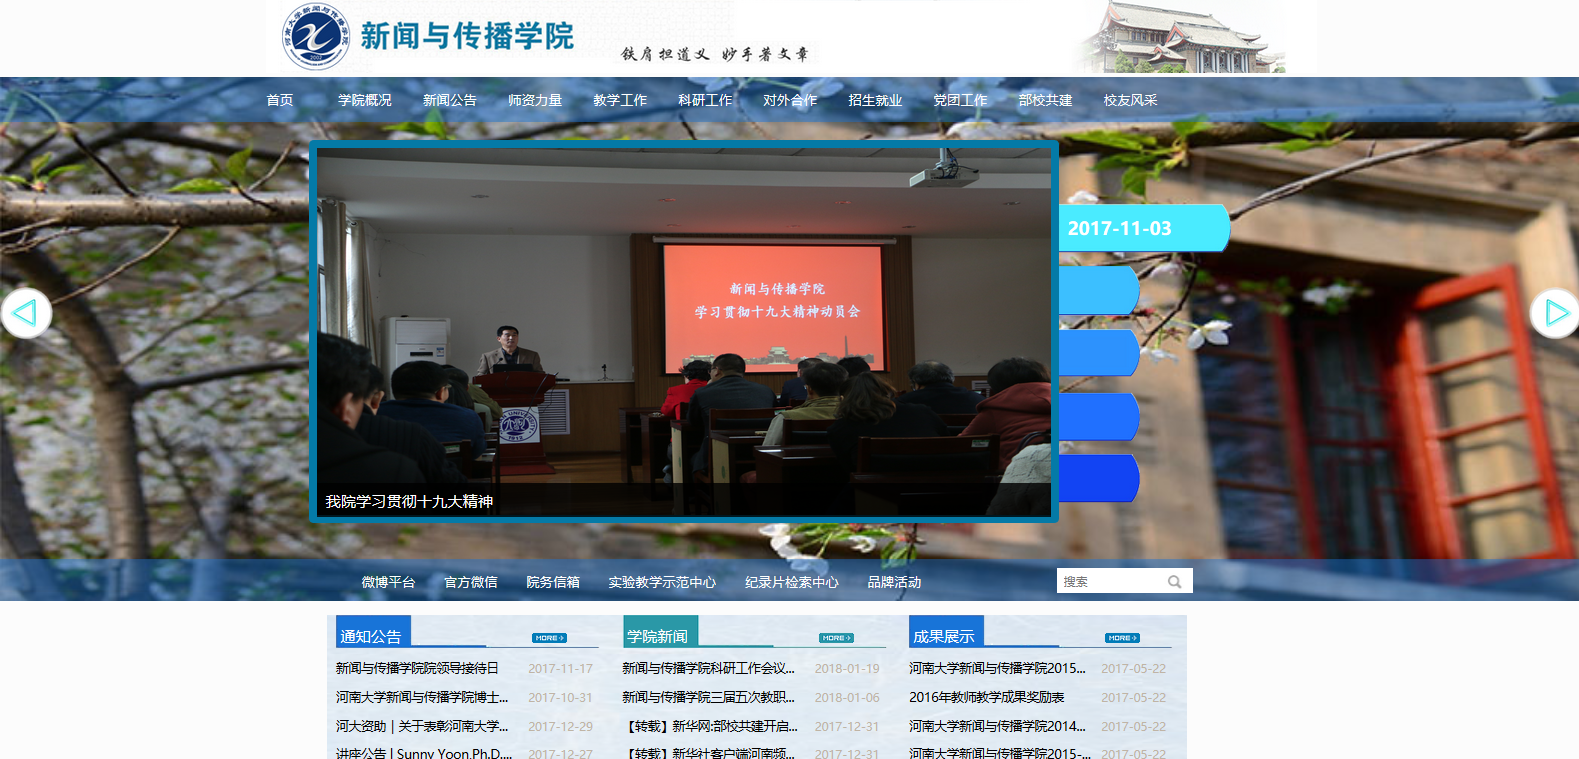 新闻与传播学院
铁肩担道义 妙手著文章
首页 学院概况 新闻公告 师资力量 教学工作 科研工作 对外合作 招生就业 党团工作 部校共建 校友风采
2017-11-03
新闻与传播学院
学习贯彻十九大精神动员会
我院学习贯彻十九大精神
微博平台 官方微信 院务信箱 实验教学示范中心 纪录片检索中心 品牌活动 搜索
通知公告 MORE 学院新闻 MORE 成果展示 MORE
新闻与传播学院院领导接待日 2017-11-17 新闻与传播学院科研工作会议... 2018-01-19 河南大学新闻与传播学院2015... 2017-05-22
河南大学新闻与传播学院博士... 2017-10-31 新闻与传播学院三届五次教职... 2018-01-06 2016年教师教学成果奖励表 2017-05-22
河大资助 | 关于表彰河南大学... 2017-12-29 【转载】新华网:部校共建开启... 2017-12-31 河南大学新闻与传播学院2014... 2017-05-22
讲座公告 | Sunny Yoon,Ph.D.... 2017-12-27 【转载】新华社客户端河南频... 2017-12-31 河南大学新闻与传播学院2015-... 2017-05-22